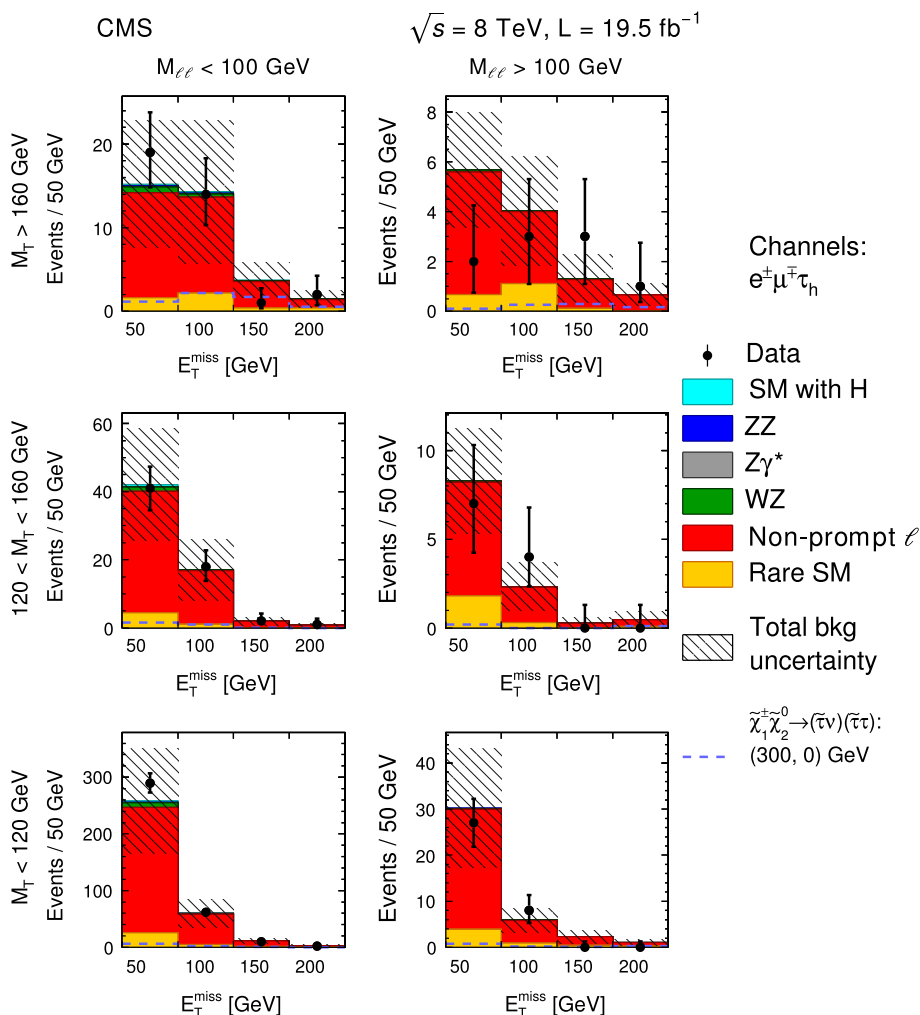 CMS
√s = 8 TeV, L = 19.5 fb⁻¹
M_ℓℓ < 100 GeV
M_ℓℓ > 100 GeV
M_T > 160 GeV
Events / 50 GeV
20
10
0
50 100 150 200
E_T^miss [GeV]
Events / 50 GeV
8
6
4
2
0
50 100 150 200
E_T^miss [GeV]
120 < M_T < 160 GeV
Events / 50 GeV
60
40
20
0
50 100 150 200
E_T^miss [GeV]
Events / 50 GeV
10
5
0
50 100 150 200
E_T^miss [GeV]
M_T < 120 GeV
Events / 50 GeV
300
200
100
0
50 100 150 200
E_T^miss [GeV]
Events / 50 GeV
40
30
20
10
0
50 100 150 200
E_T^miss [GeV]
Channels:
e^±μ^∓τ_h
Data
SM with H
ZZ
Zγ*
WZ
Non-prompt ℓ
Rare SM
Total bkg
uncertainty
χ̃₁^±χ̃₂⁰→(τ̃ν)(τ̃τ):
(300, 0) GeV